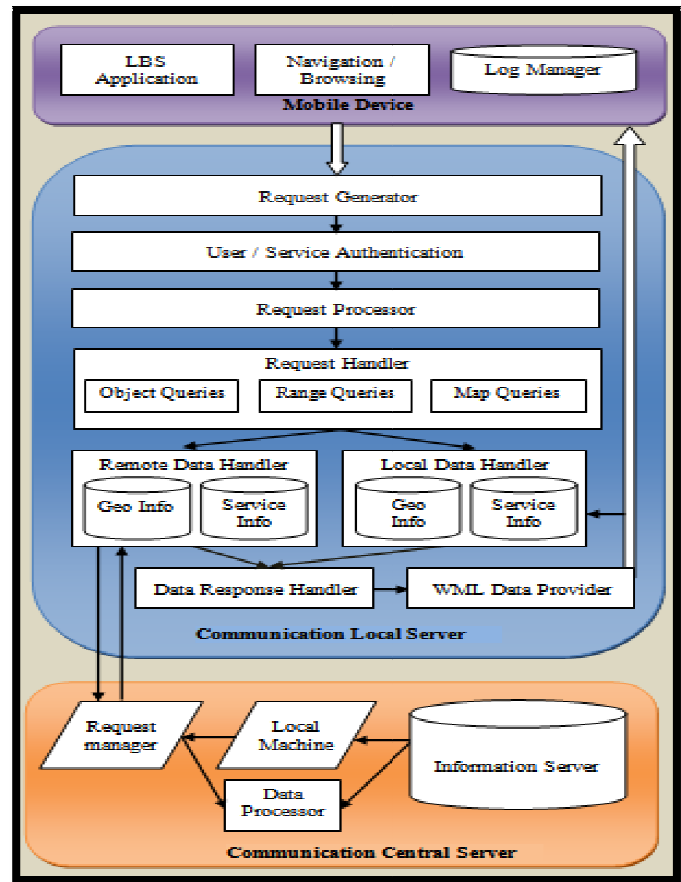 LBS
Application
Navigation /
Browsing
Log Manager
Mobile Device
Request Generator
User / Service Authentication
Request Processor
Request Handler
Object Queries
Range Queries
Map Queries
Remote Data Handler
Geo Info
Service
Info
Local Data Handler
Geo
Info
Service
Info
Data Response Handler
WML Data Provider
Communication Local Server
Request
manager
Local
Machine
Information Server
Data
Processor
Communication Central Server